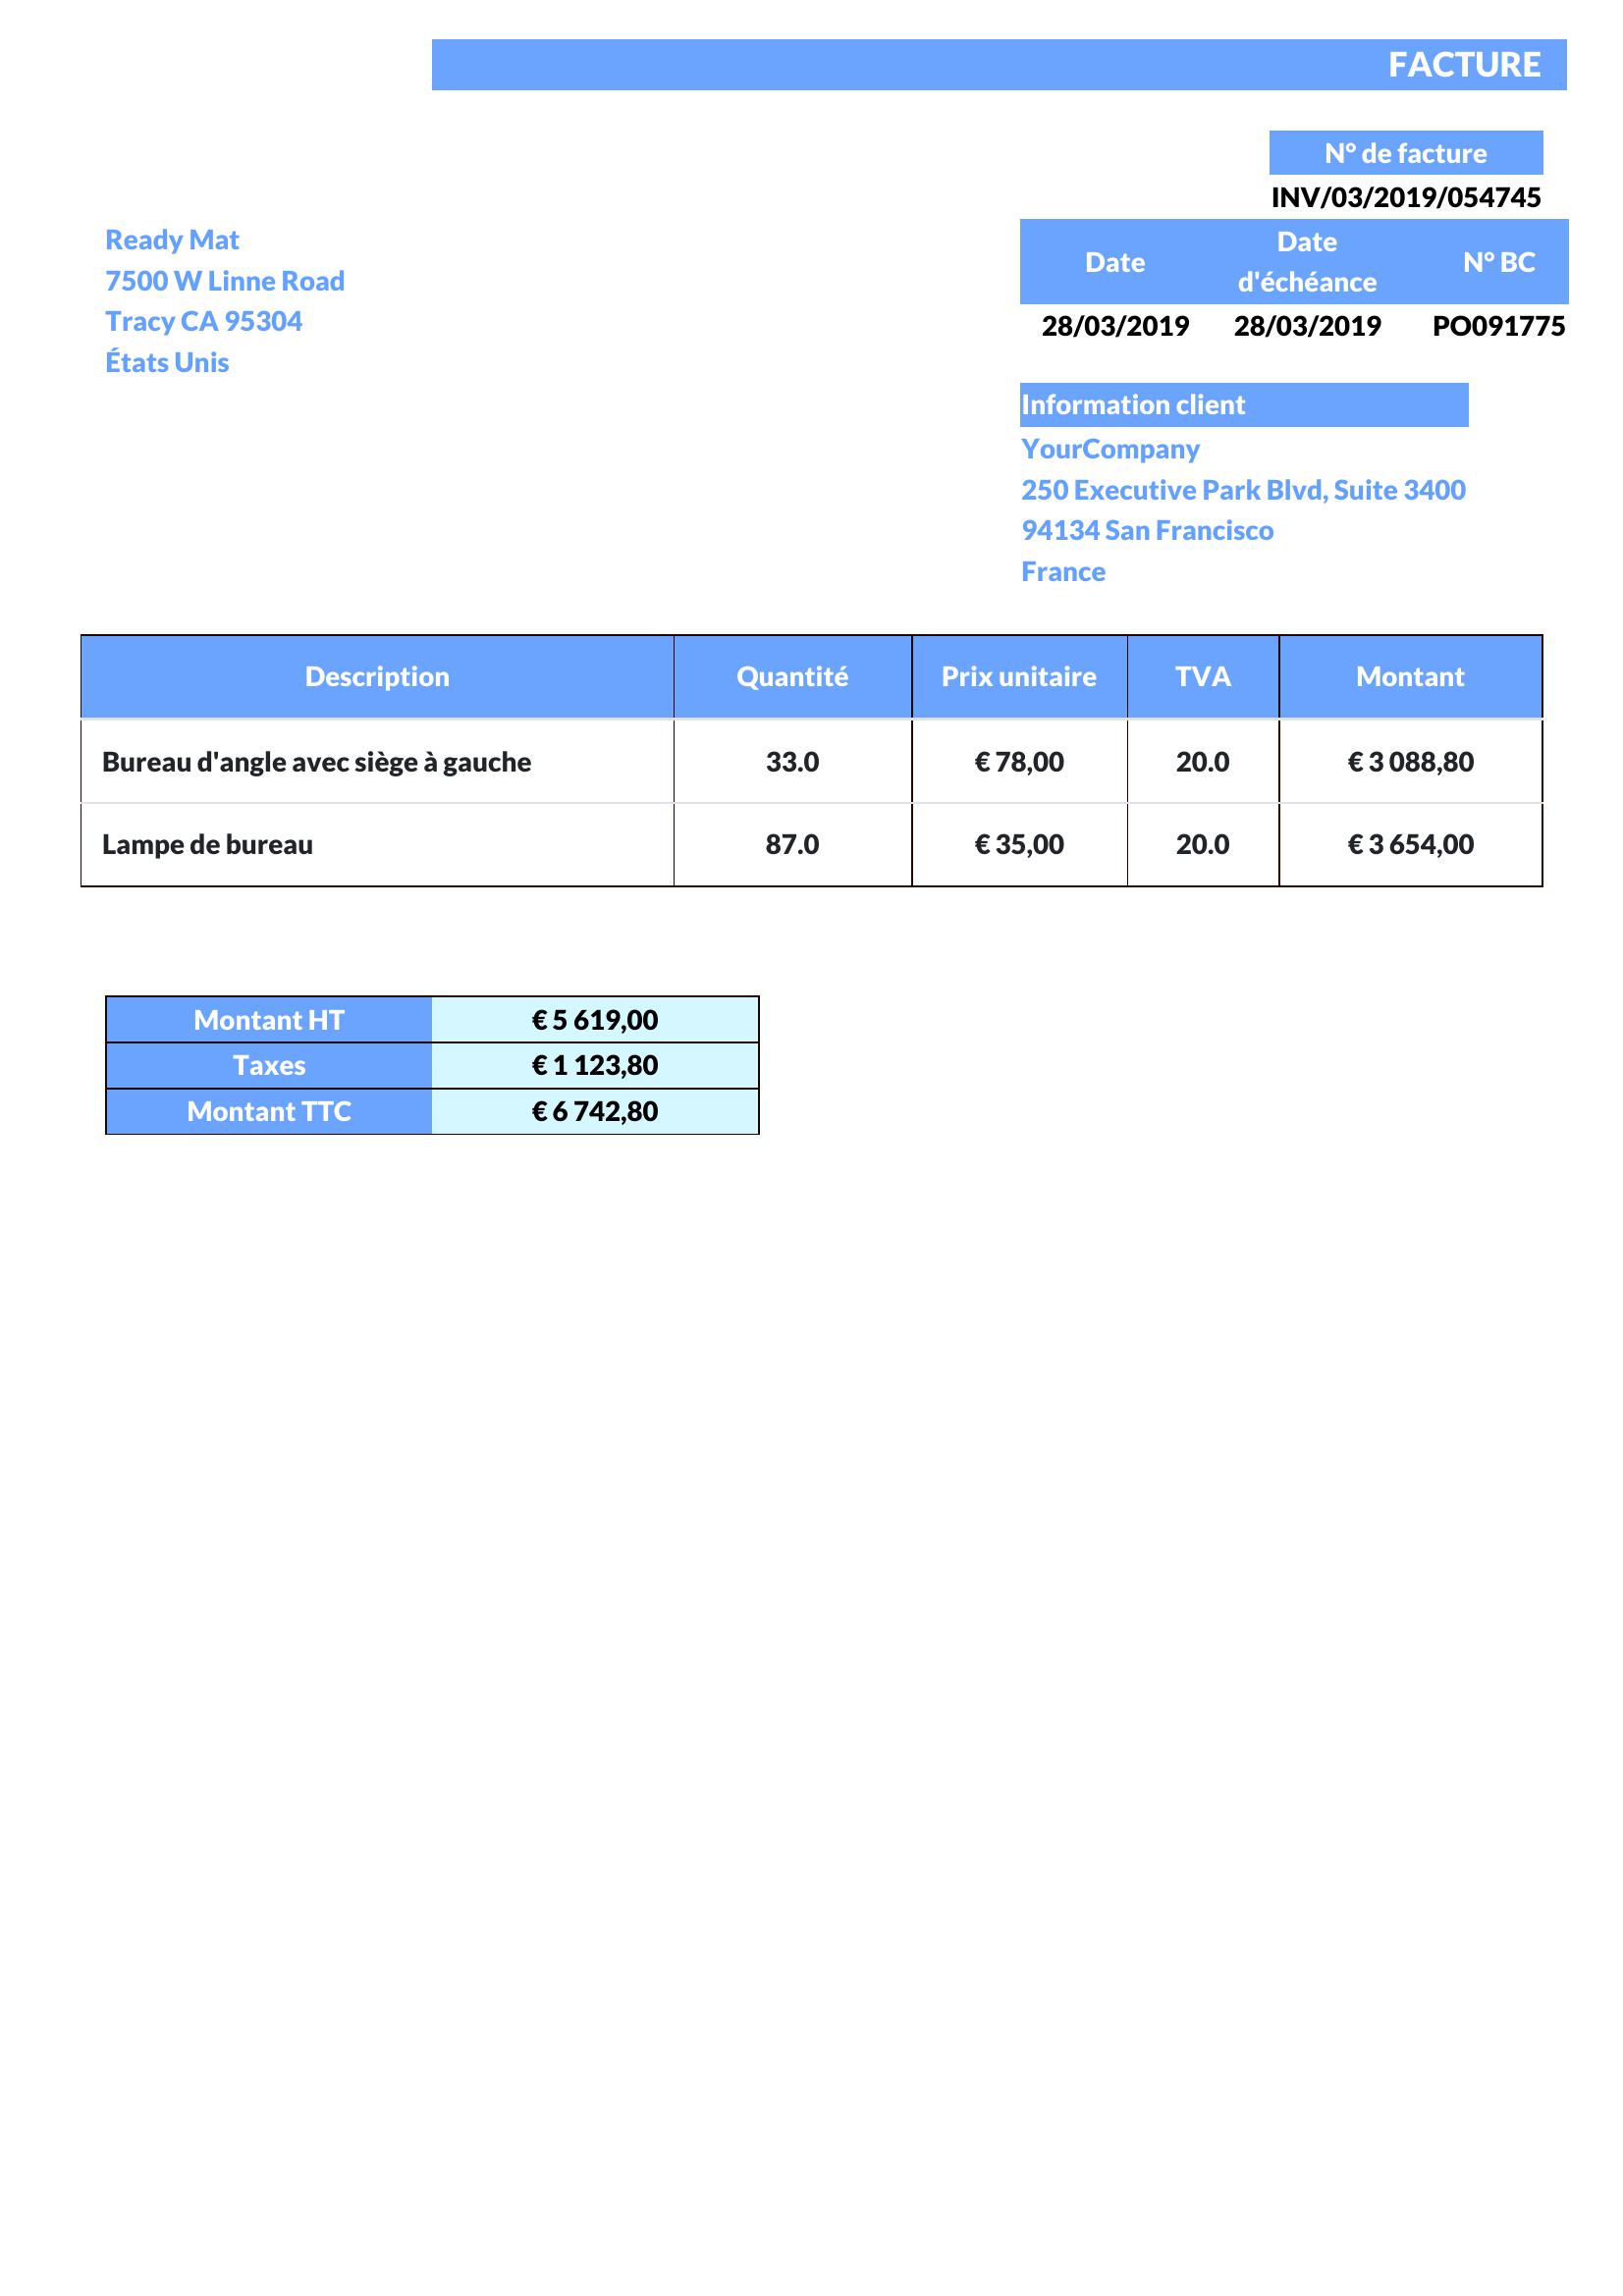 FACTURE
N° de facture
INV/03/2019/054745
Ready Mat
7500 W Linne Road
Tracy CA 95304
États Unis
Date Date d'échéance N° BC
28/03/2019 28/03/2019 PO091775
Information client
YourCompany
250 Executive Park Blvd, Suite 3400
94134 San Francisco
France
Description Quantité Prix unitaire TVA Montant
Bureau d'angle avec siège à gauche 33.0 € 78,00 20.0 € 3 088,80
Lampe de bureau 87.0 € 35,00 20.0 € 3 654,00
Montant HT € 5 619,00
Taxes € 1 123,80
Montant TTC € 6 742,80